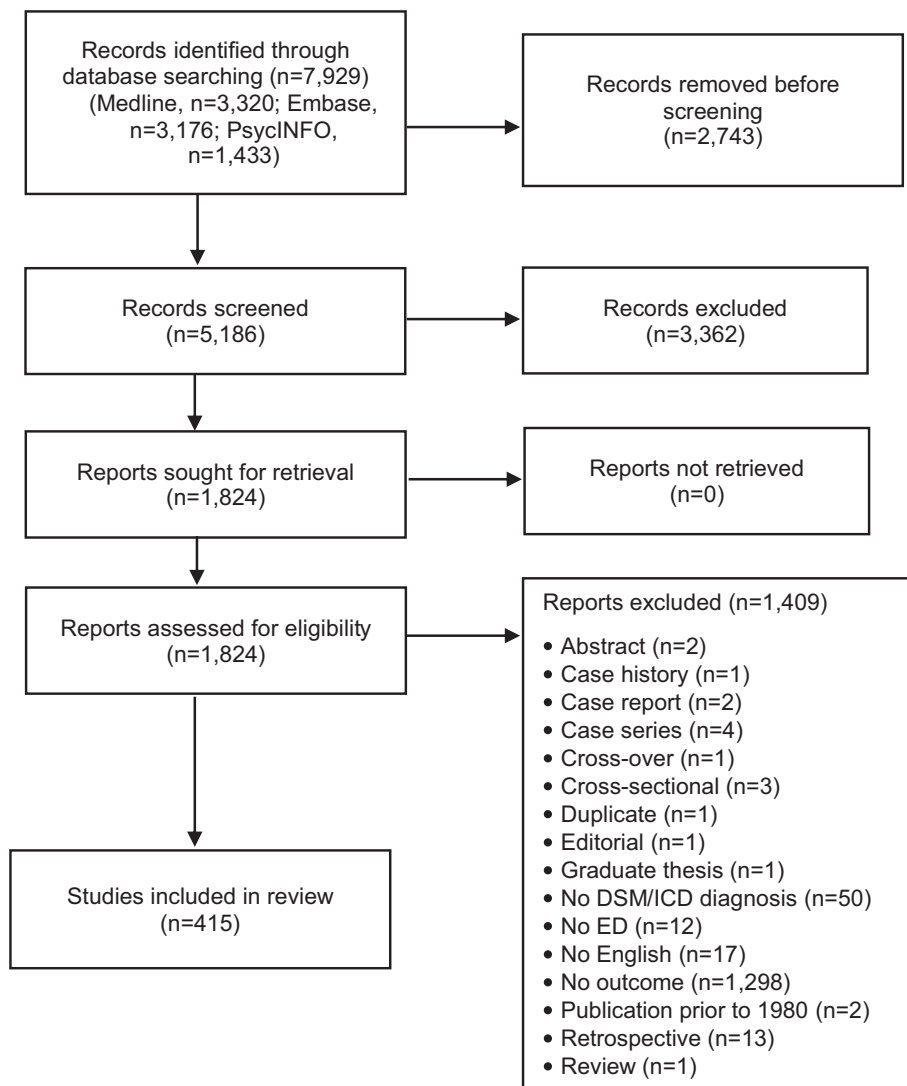 Records identified through
database searching (n=7,929)
(Medline, n=3,320; Embase,
n=3,176; PsycINFO,
n=1,433)
Records removed before
screening
(n=2,743)
Records screened
(n=5,186)
Records excluded
(n=3,362)
Reports sought for retrieval
(n=1,824)
Reports not retrieved
(n=0)
Reports assessed for eligibility
(n=1,824)
Reports excluded (n=1,409)
• Abstract (n=2)
• Case history (n=1)
• Case report (n=2)
• Case series (n=4)
• Cross-over (n=1)
• Cross-sectional (n=3)
• Duplicate (n=1)
• Editorial (n=1)
• Graduate thesis (n=1)
• No DSM/ICD diagnosis (n=50)
• No ED (n=12)
• No English (n=17)
• No outcome (n=1,298)
• Publication prior to 1980 (n=2)
• Retrospective (n=13)
• Review (n=1)
Studies included in review
(n=415)